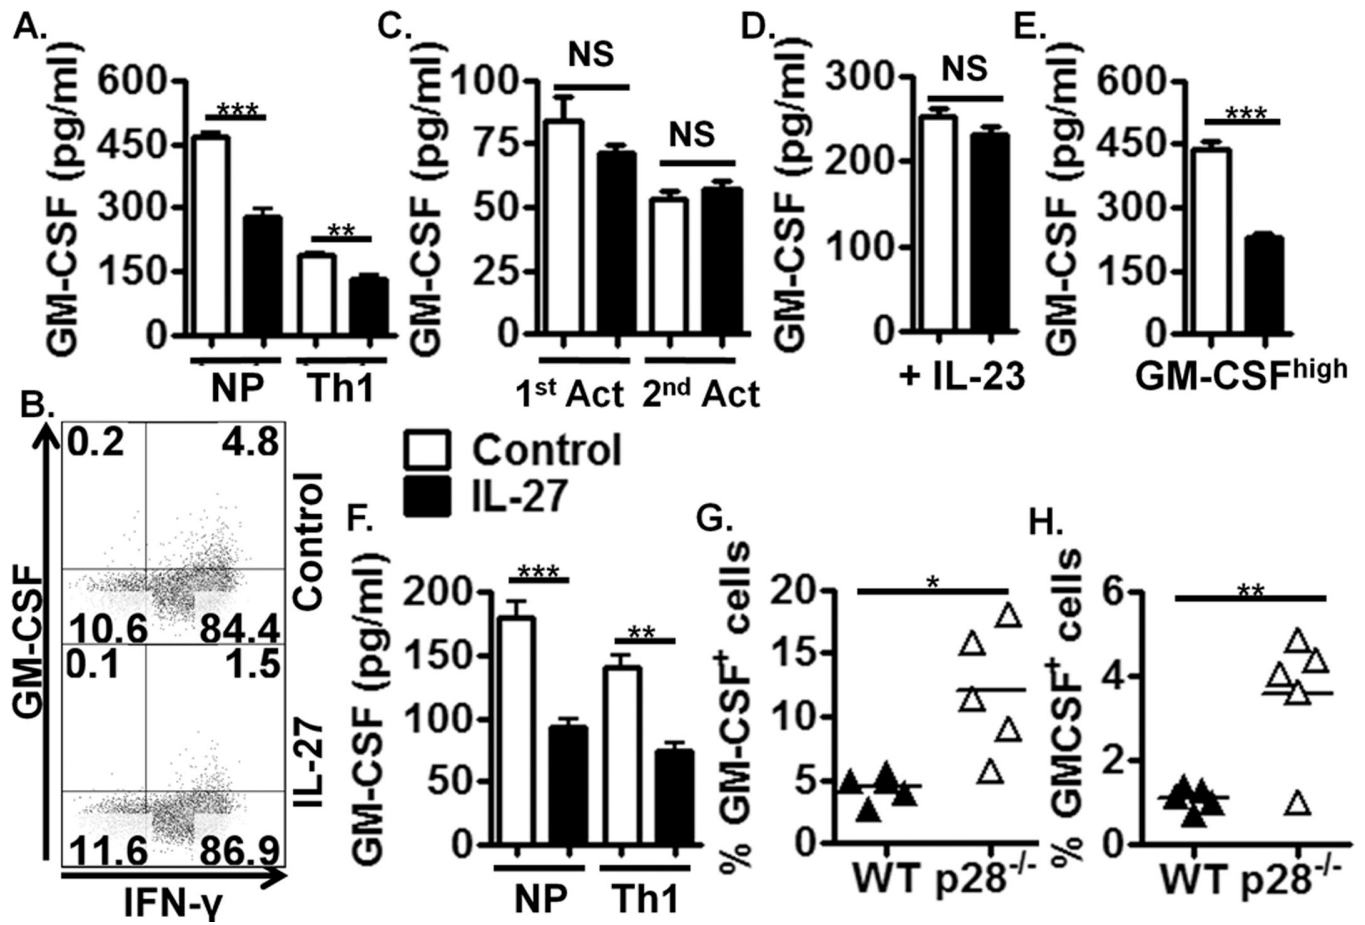 A.
GM-CSF (pg/ml)
600
450
300
150
0
***
**
NP Th1
C.
GM-CSF (pg/ml)
100
75
50
25
0
NS
NS
1st Act 2nd Act
D.
GM-CSF (pg/ml)
300
200
100
0
NS
+ IL-23
E.
GM-CSF (pg/ml)
600
450
300
150
0
***
GM-CSFhigh
B.
GM-CSF
0.2 4.8
10.6 84.4
Control
0.1 1.5
11.6 86.9
IL-27
IFN-γ
Control
IL-27
F.
GM-CSF (pg/ml)
200
150
100
50
0
***
**
NP Th1
G.
% GM-CSF+ cells
20
15
10
5
0
*
WT p28-/-
H.
% GMCSF+ cells
6
4
2
0
**
WT p28-/-